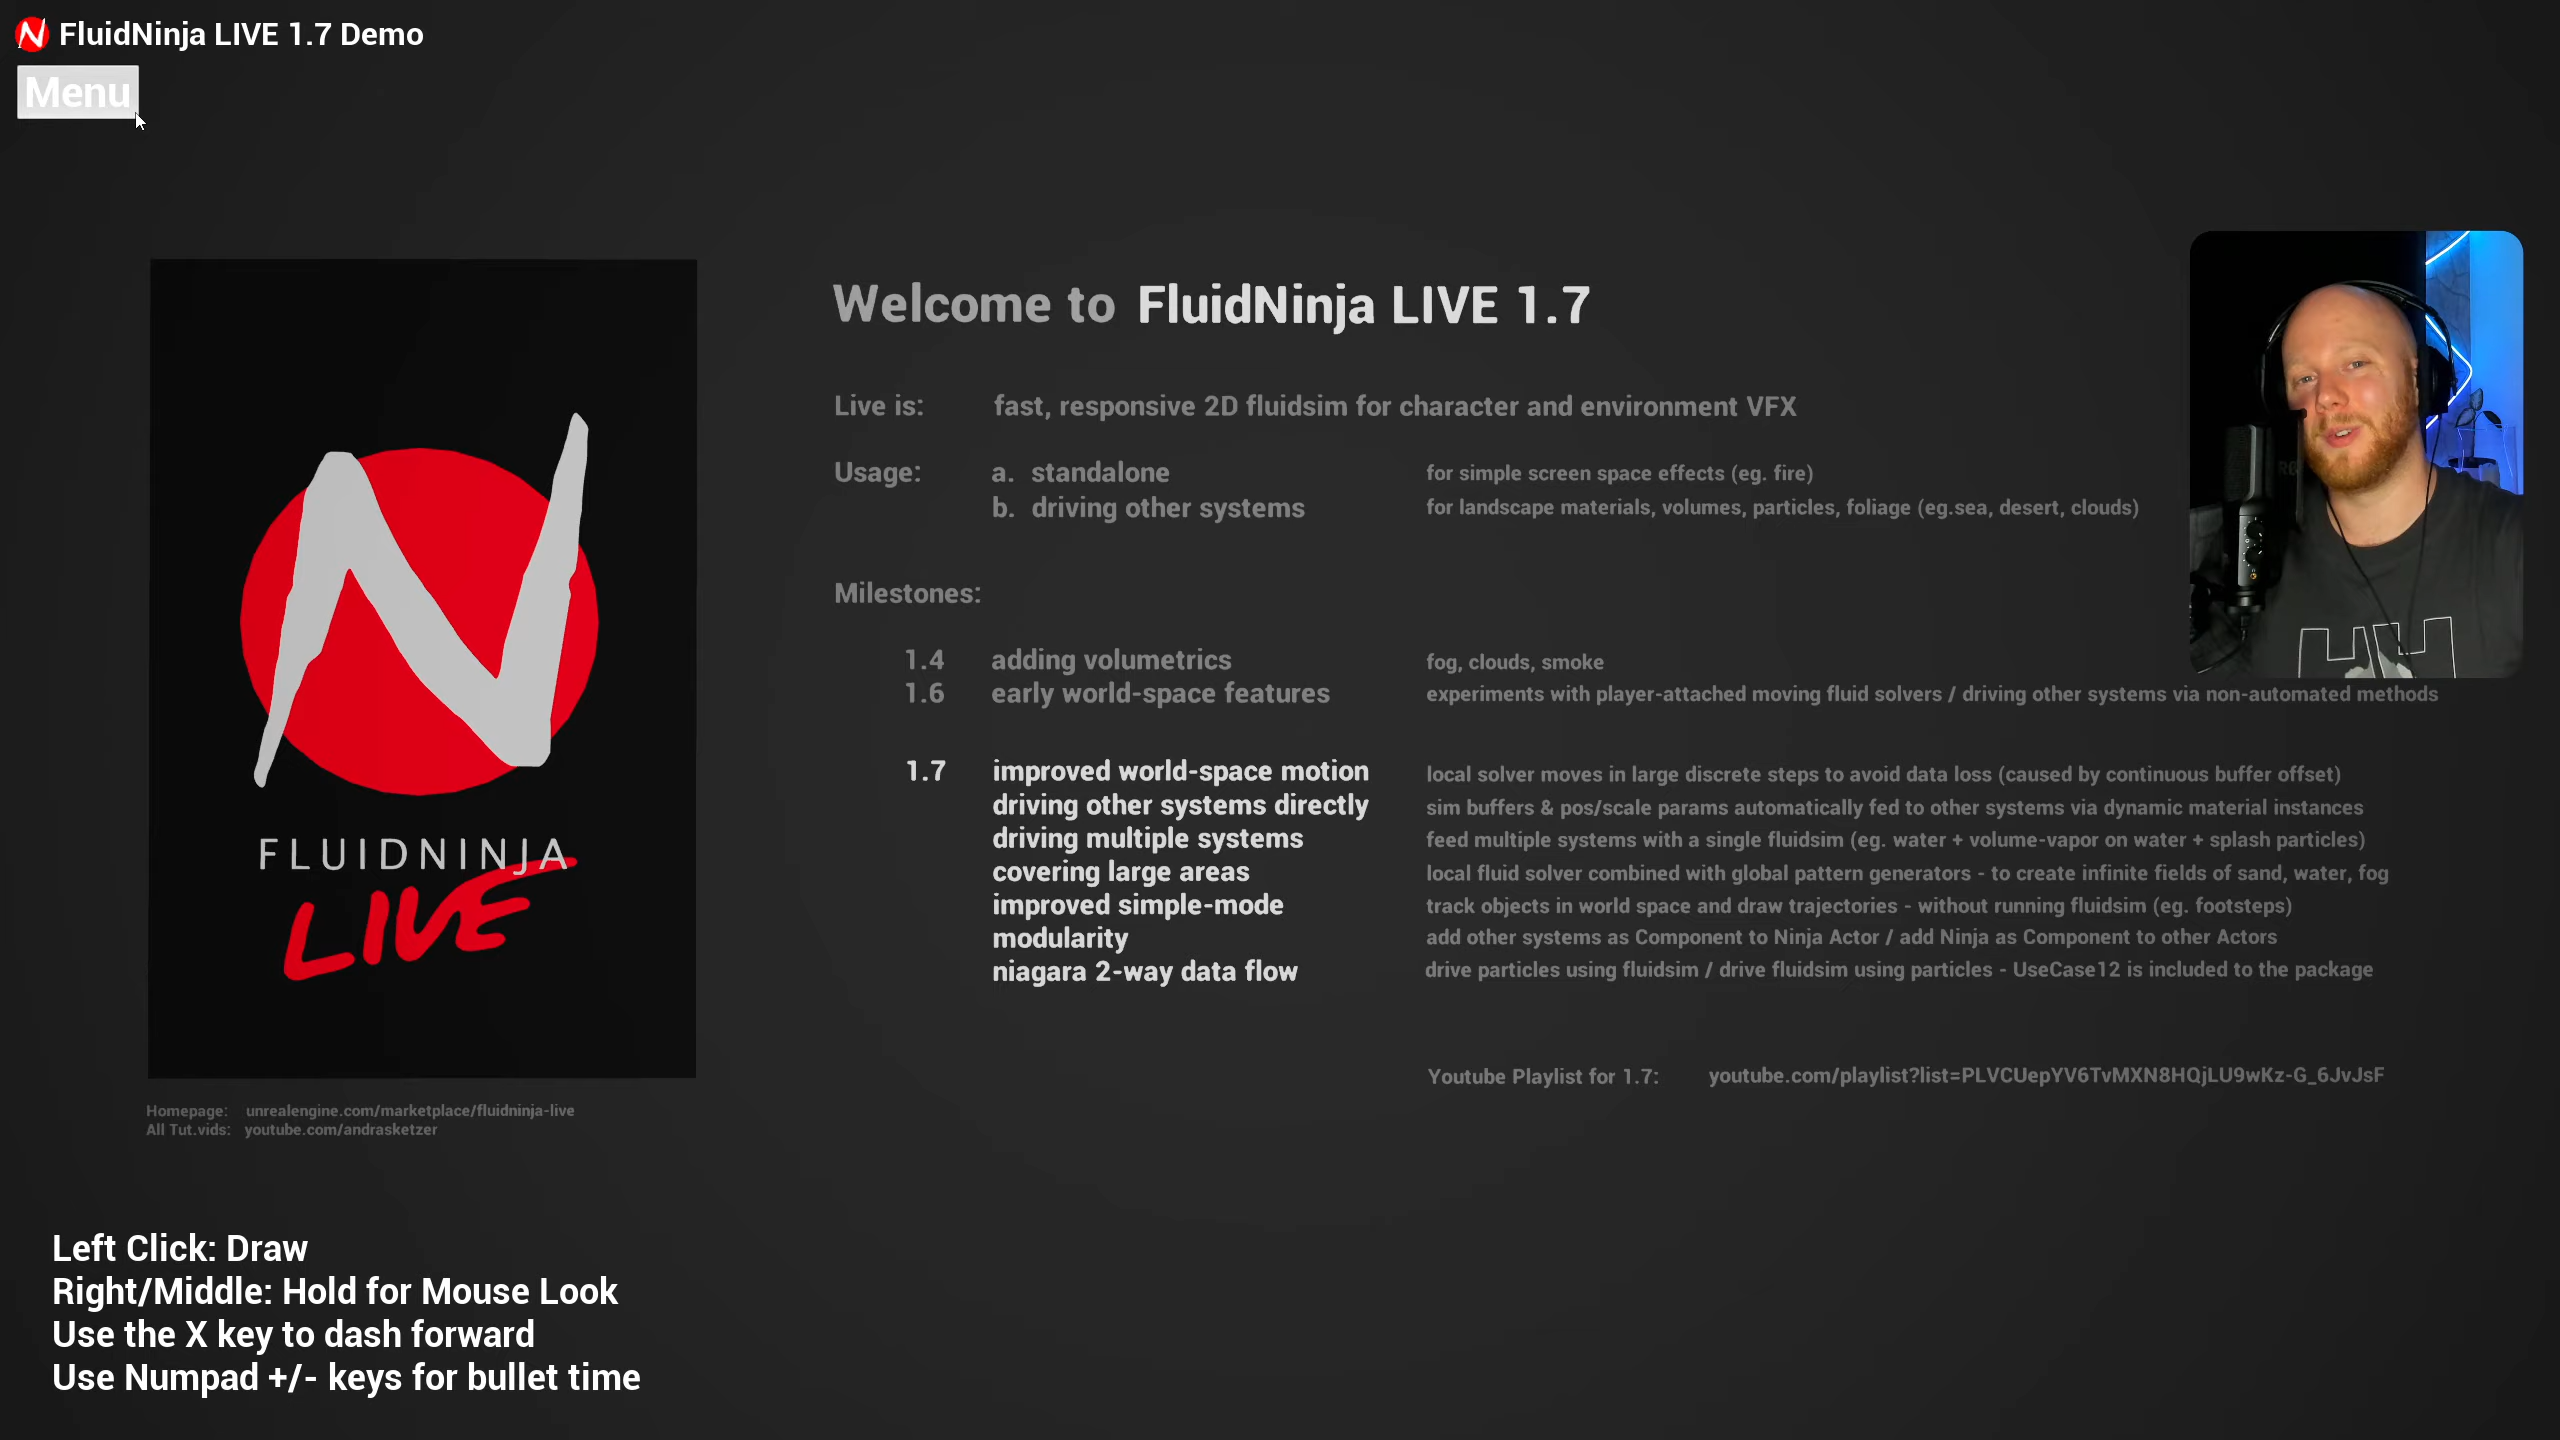 FluidNinja LIVE 1.7 Demo
Menu
FLUIDNINJA
LIVE
Homepage: unrealengine.com/marketplace/fluidninja-live
All Tut.vids: youtube.com/andrasketzer
Welcome to FluidNinja LIVE 1.7
Live is: fast, responsive 2D fluidsim for character and environment VFX
Usage: a. standalone for simple screen space effects (eg. fire)
b. driving other systems for landscape materials, volumes, particles, foliage (eg.sea, desert, clouds)
Milestones:
1.4 adding volumetrics fog, clouds, smoke
1.6 early world-space features experiments with player-attached moving fluid solvers / driving other systems via non-automated methods
1.7 improved world-space motion local solver moves in large discrete steps to avoid data loss (caused by continuous buffer offset)
driving other systems directly sim buffers & pos/scale params automatically fed to other systems via dynamic material instances
driving multiple systems feed multiple systems with a single fluidsim (eg. water + volume-vapor on water + splash particles)
covering large areas local fluid solver combined with global pattern generators - to create infinite fields of sand, water, fog
improved simple-mode track objects in world space and draw trajectories - without running fluidsim (eg. footsteps)
modularity add other systems as Component to Ninja Actor / add Ninja as Component to other Actors
niagara 2-way data flow drive particles using fluidsim / drive fluidsim using particles - UseCase12 is included to the package
Youtube Playlist for 1.7: youtube.com/playlist?list=PLVCUepYV6TvMXN8HQjLU9wKz-G_6JvJsF
Left Click: Draw
Right/Middle: Hold for Mouse Look
Use the X key to dash forward
Use Numpad +/- keys for bullet time